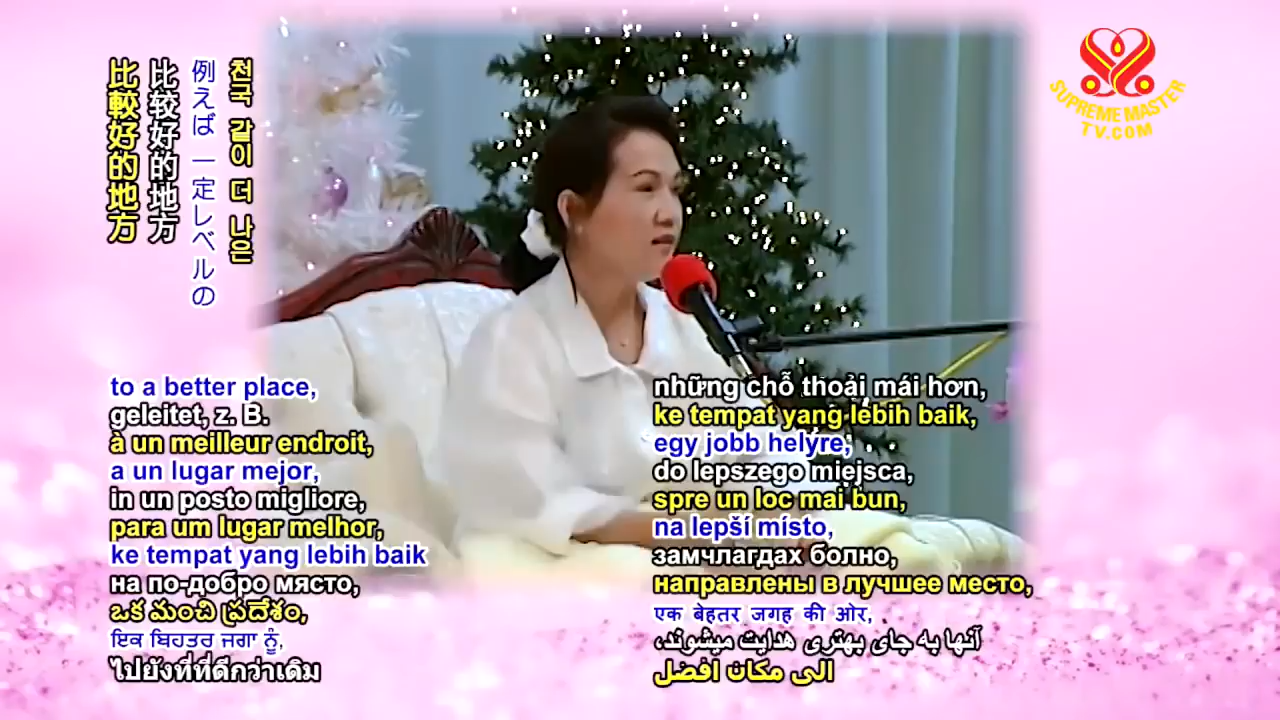 천국 같이 더 나은
例えば 一定レベルの
比较好的地方
比較好的地方
SUPREME MASTER
TV.COM
to a better place,
geleitet, z. B.
à un meilleur endroit,
a un lugar mejor,
in un posto migliore,
para um lugar melhor,
ke tempat yang lebih baik
на по-добро място,
ఒక మంచి ప్రదేశం,
ਇਕ ਬਿਹਤਰ ਜਗਾ ਨੂੰ,
ไปยังที่ที่ดีกว่าเดิม
những chỗ thoải mái hơn,
ke tempat yang lebih baik,
egy jobb helyre,
do lepszego miejsca,
spre un loc mai bun,
na lepší místo,
замчлагдах болно,
направлены в лучшее место,
एक बेहतर जगह की ओर,
آنها به جای بهتری هدایت میشوند،
الى مكان افضل